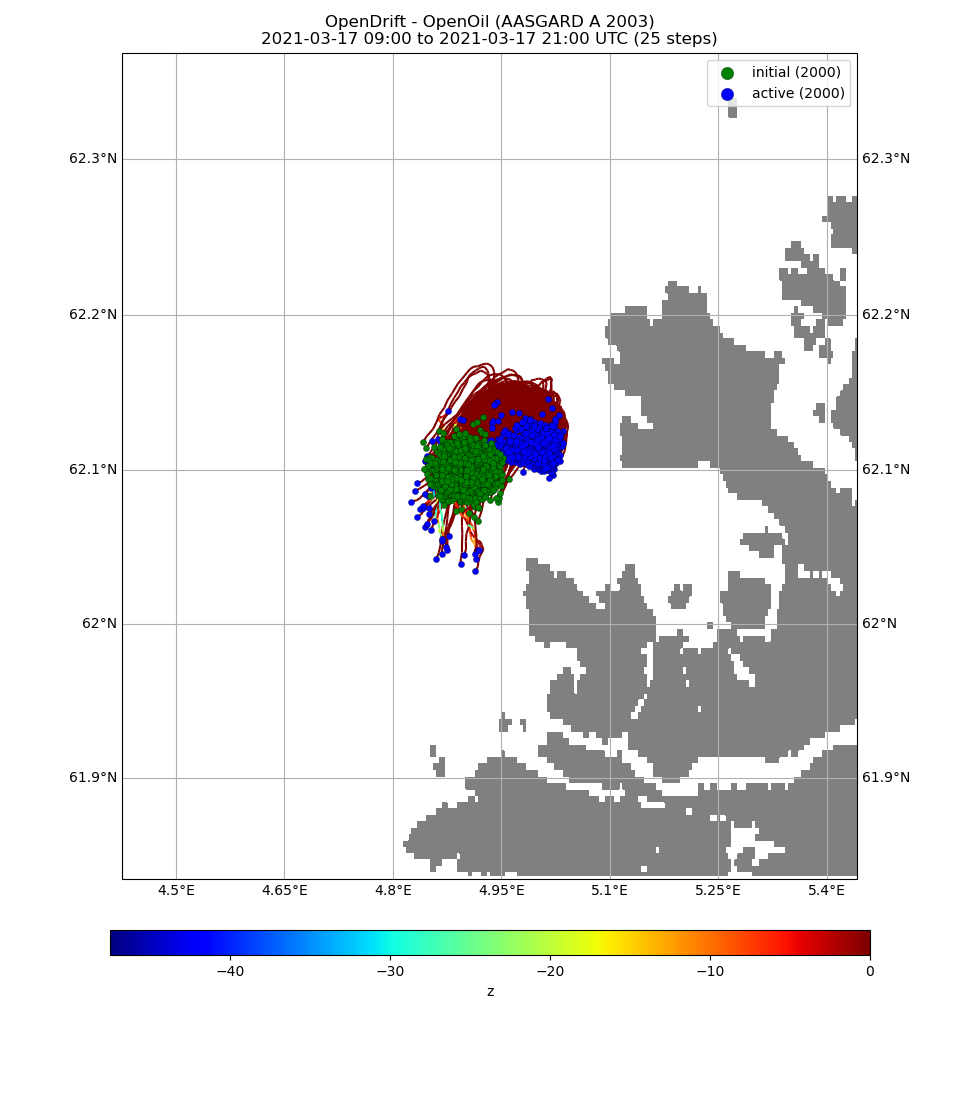 OpenDrift - OpenOil (AASGARD A 2003)
2021-03-17 09:00 to 2021-03-17 21:00 UTC (25 steps)
initial (2000)
active (2000)
62.3°N 62.3°N
62.2°N 62.2°N
62.1°N 62.1°N
62°N 62°N
61.9°N 61.9°N
4.5°E 4.65°E 4.8°E 4.95°E 5.1°E 5.25°E 5.4°E
−40 −30 −20 −10 0
z